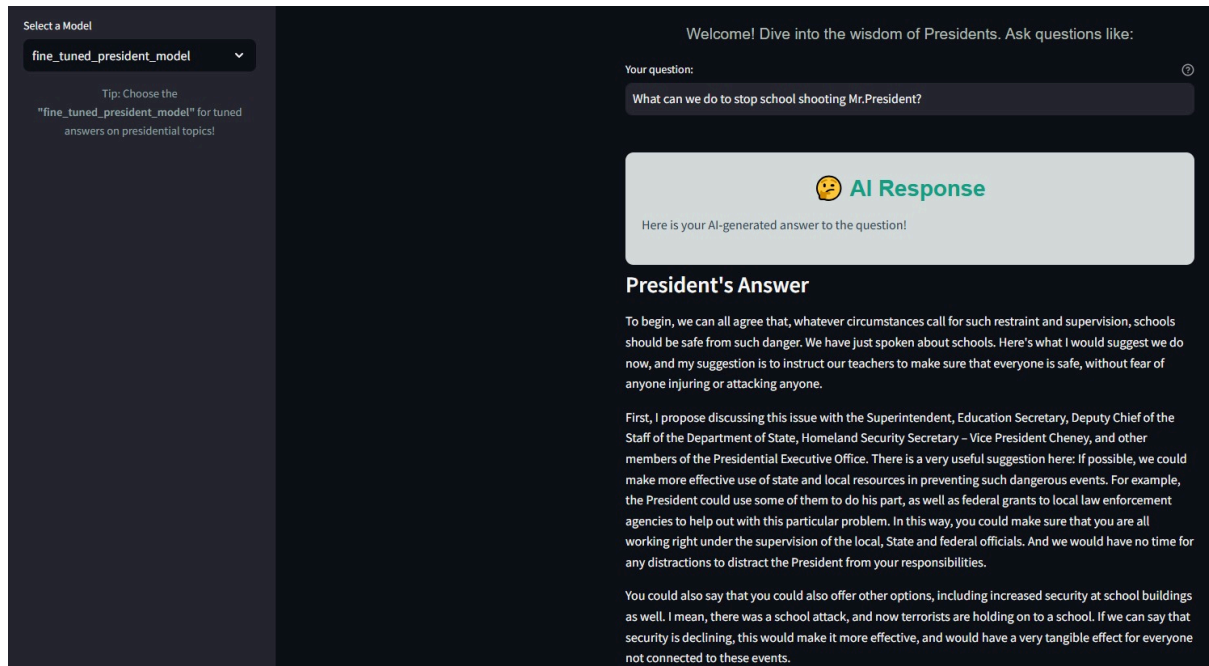 Select a Model
fine_tuned_president_model
Tip: Choose the
"fine_tuned_president_model" for tuned
answers on presidential topics!
Welcome! Dive into the wisdom of Presidents. Ask questions like:
Your question:
What can we do to stop school shooting Mr.President?
AI Response
Here is your AI-generated answer to the question!
President's Answer
To begin, we can all agree that, whatever circumstances call for such restraint and supervision, schools
should be safe from such danger. We have just spoken about schools. Here's what I would suggest we do
now, and my suggestion is to instruct our teachers to make sure that everyone is safe, without fear of
anyone injuring or attacking anyone.
First, I propose discussing this issue with the Superintendent, Education Secretary, Deputy Chief of the
Staff of the Department of State, Homeland Security Secretary – Vice President Cheney, and other
members of the Presidential Executive Office. There is a very useful suggestion here: If possible, we could
make more effective use of state and local resources in preventing such dangerous events. For example,
the President could use some of them to do his part, as well as federal grants to local law enforcement
agencies to help out with this particular problem. In this way, you could make sure that you are all
working right under the supervision of the local, State and federal officials. And we would have no time for
any distractions to distract the President from your responsibilities.
You could also say that you could also offer other options, including increased security at school buildings
as well. I mean, there was a school attack, and now terrorists are holding on to a school. If we can say that
security is declining, this would make it more effective, and would have a very tangible effect for everyone
not connected to these events.